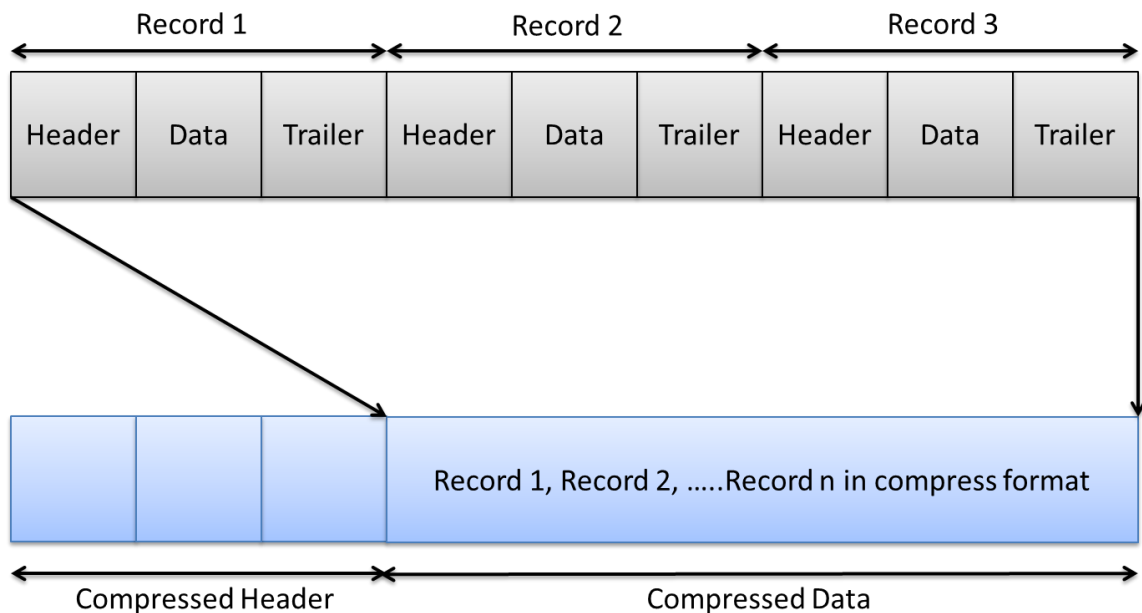 Record 1 Record 2 Record 3
Header Data Trailer Header Data Trailer Header Data Trailer
Record 1, Record 2, …..Record n in compress format
Compressed Header Compressed Data